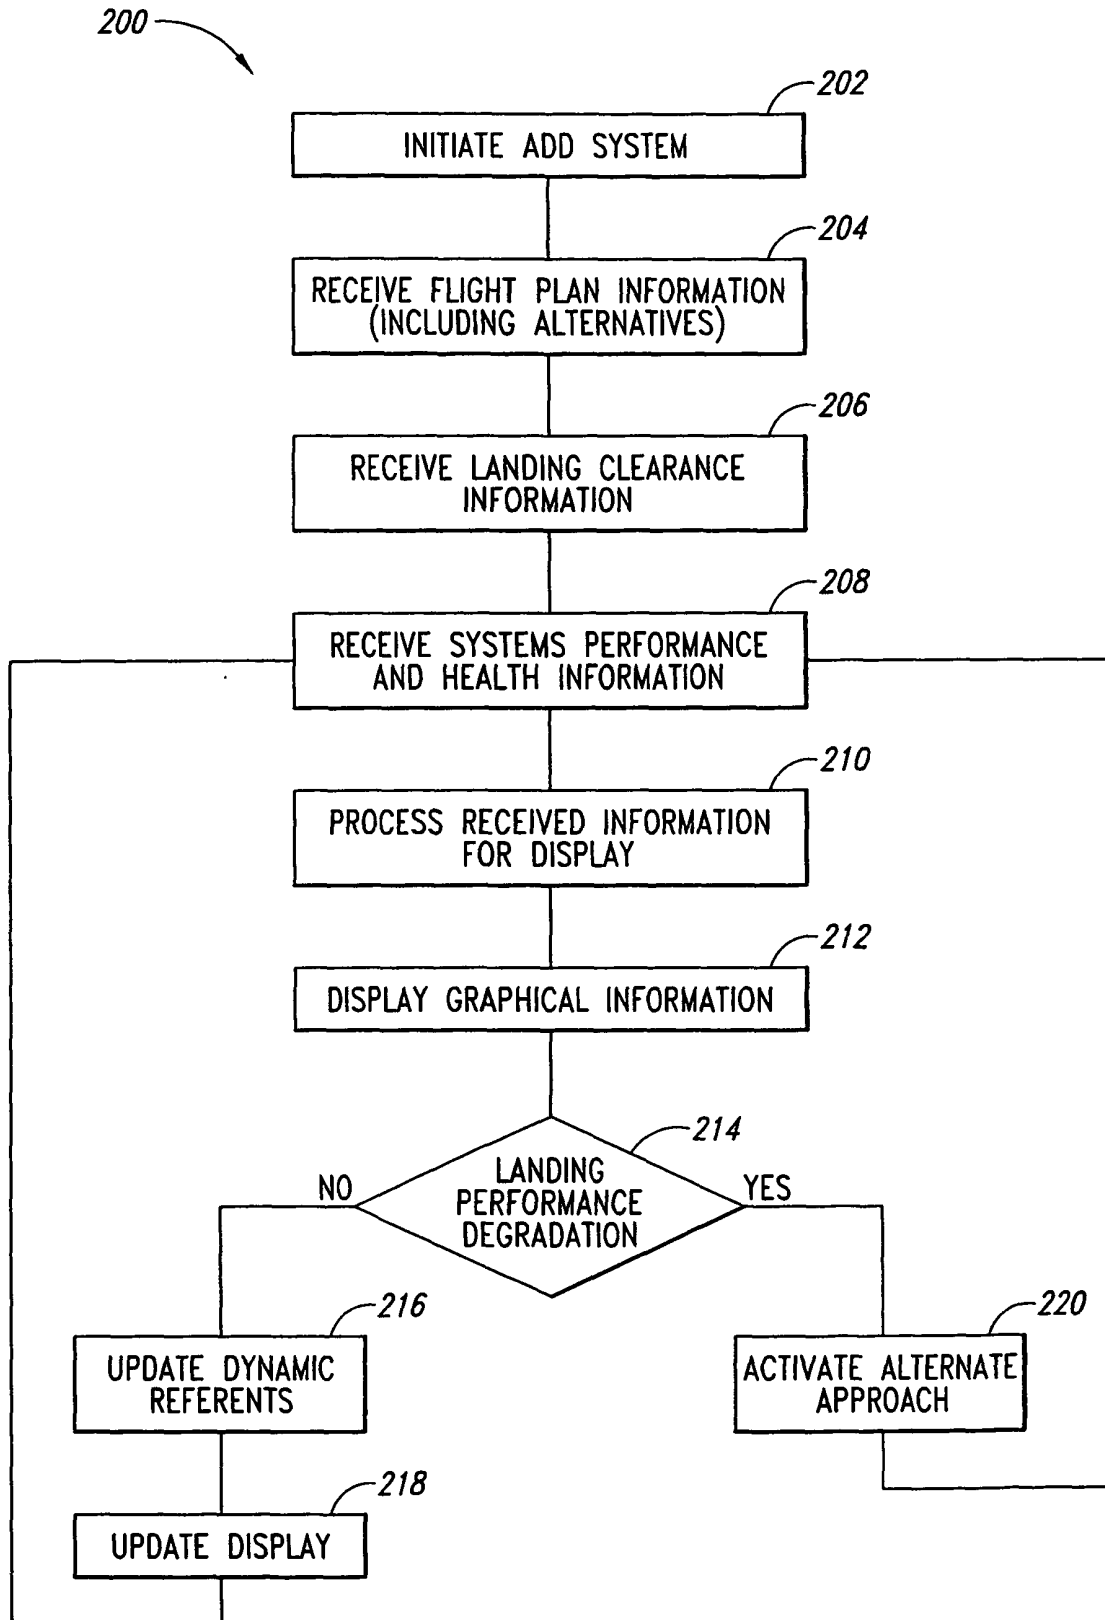 200
202
INITIATE ADD SYSTEM
204
RECEIVE FLIGHT PLAN INFORMATION
(INCLUDING ALTERNATIVES)
206
RECEIVE LANDING CLEARANCE
INFORMATION
208
RECEIVE SYSTEMS PERFORMANCE
AND HEALTH INFORMATION
210
PROCESS RECEIVED INFORMATION
FOR DISPLAY
212
DISPLAY GRAPHICAL INFORMATION
214
LANDING
PERFORMANCE
DEGRADATION
NO
YES
216
UPDATE DYNAMIC
REFERENTS
220
ACTIVATE ALTERNATE
APPROACH
218
UPDATE DISPLAY